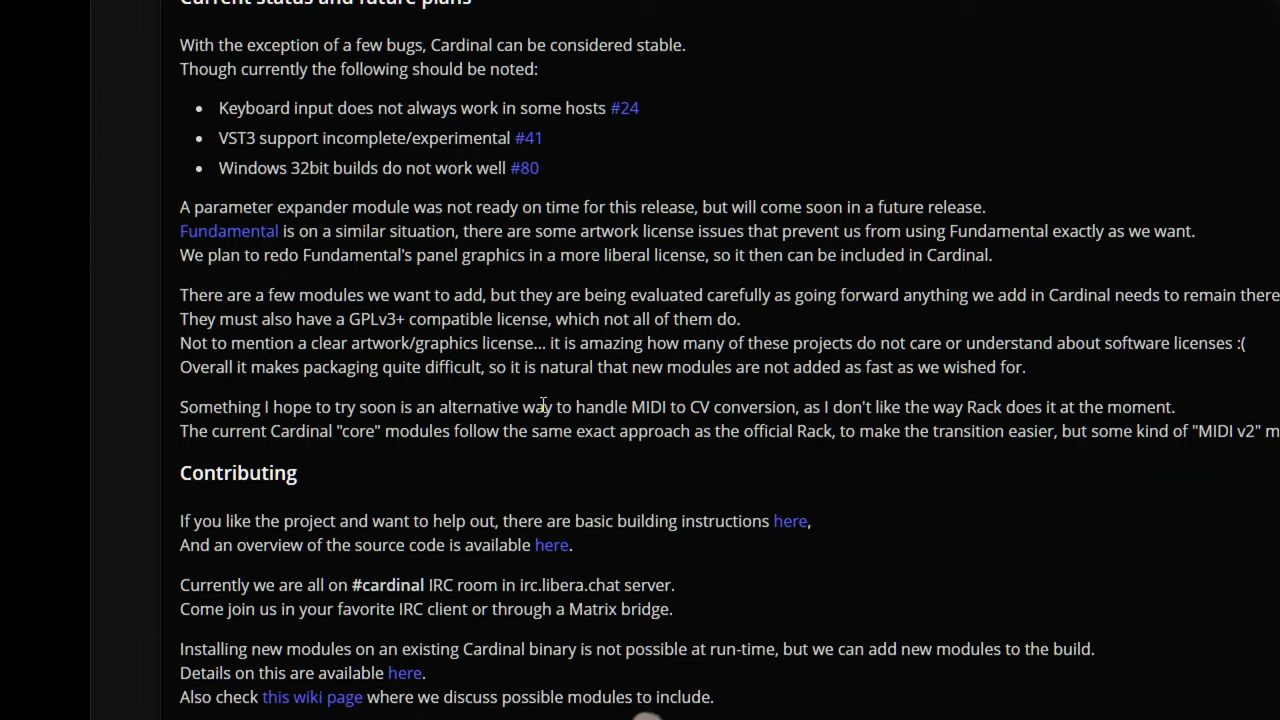 Current status and future plans
With the exception of a few bugs, Cardinal can be considered stable.
Though currently the following should be noted:
Keyboard input does not always work in some hosts #24
VST3 support incomplete/experimental #41
Windows 32bit builds do not work well #80
A parameter expander module was not ready on time for this release, but will come soon in a future release.
Fundamental is on a similar situation, there are some artwork license issues that prevent us from using Fundamental exactly as we want.
We plan to redo Fundamental's panel graphics in a more liberal license, so it then can be included in Cardinal.
There are a few modules we want to add, but they are being evaluated carefully as going forward anything we add in Cardinal needs to remain there
They must also have a GPLv3+ compatible license, which not all of them do.
Not to mention a clear artwork/graphics license... it is amazing how many of these projects do not care or understand about software licenses :(
Overall it makes packaging quite difficult, so it is natural that new modules are not added as fast as we wished for.
Something I hope to try soon is an alternative way to handle MIDI to CV conversion, as I don't like the way Rack does it at the moment.
The current Cardinal "core" modules follow the same exact approach as the official Rack, to make the transition easier, but some kind of "MIDI v2" m
Contributing
If you like the project and want to help out, there are basic building instructions here,
And an overview of the source code is available here.
Currently we are all on #cardinal IRC room in irc.libera.chat server.
Come join us in your favorite IRC client or through a Matrix bridge.
Installing new modules on an existing Cardinal binary is not possible at run-time, but we can add new modules to the build.
Details on this are available here.
Also check this wiki page where we discuss possible modules to include.